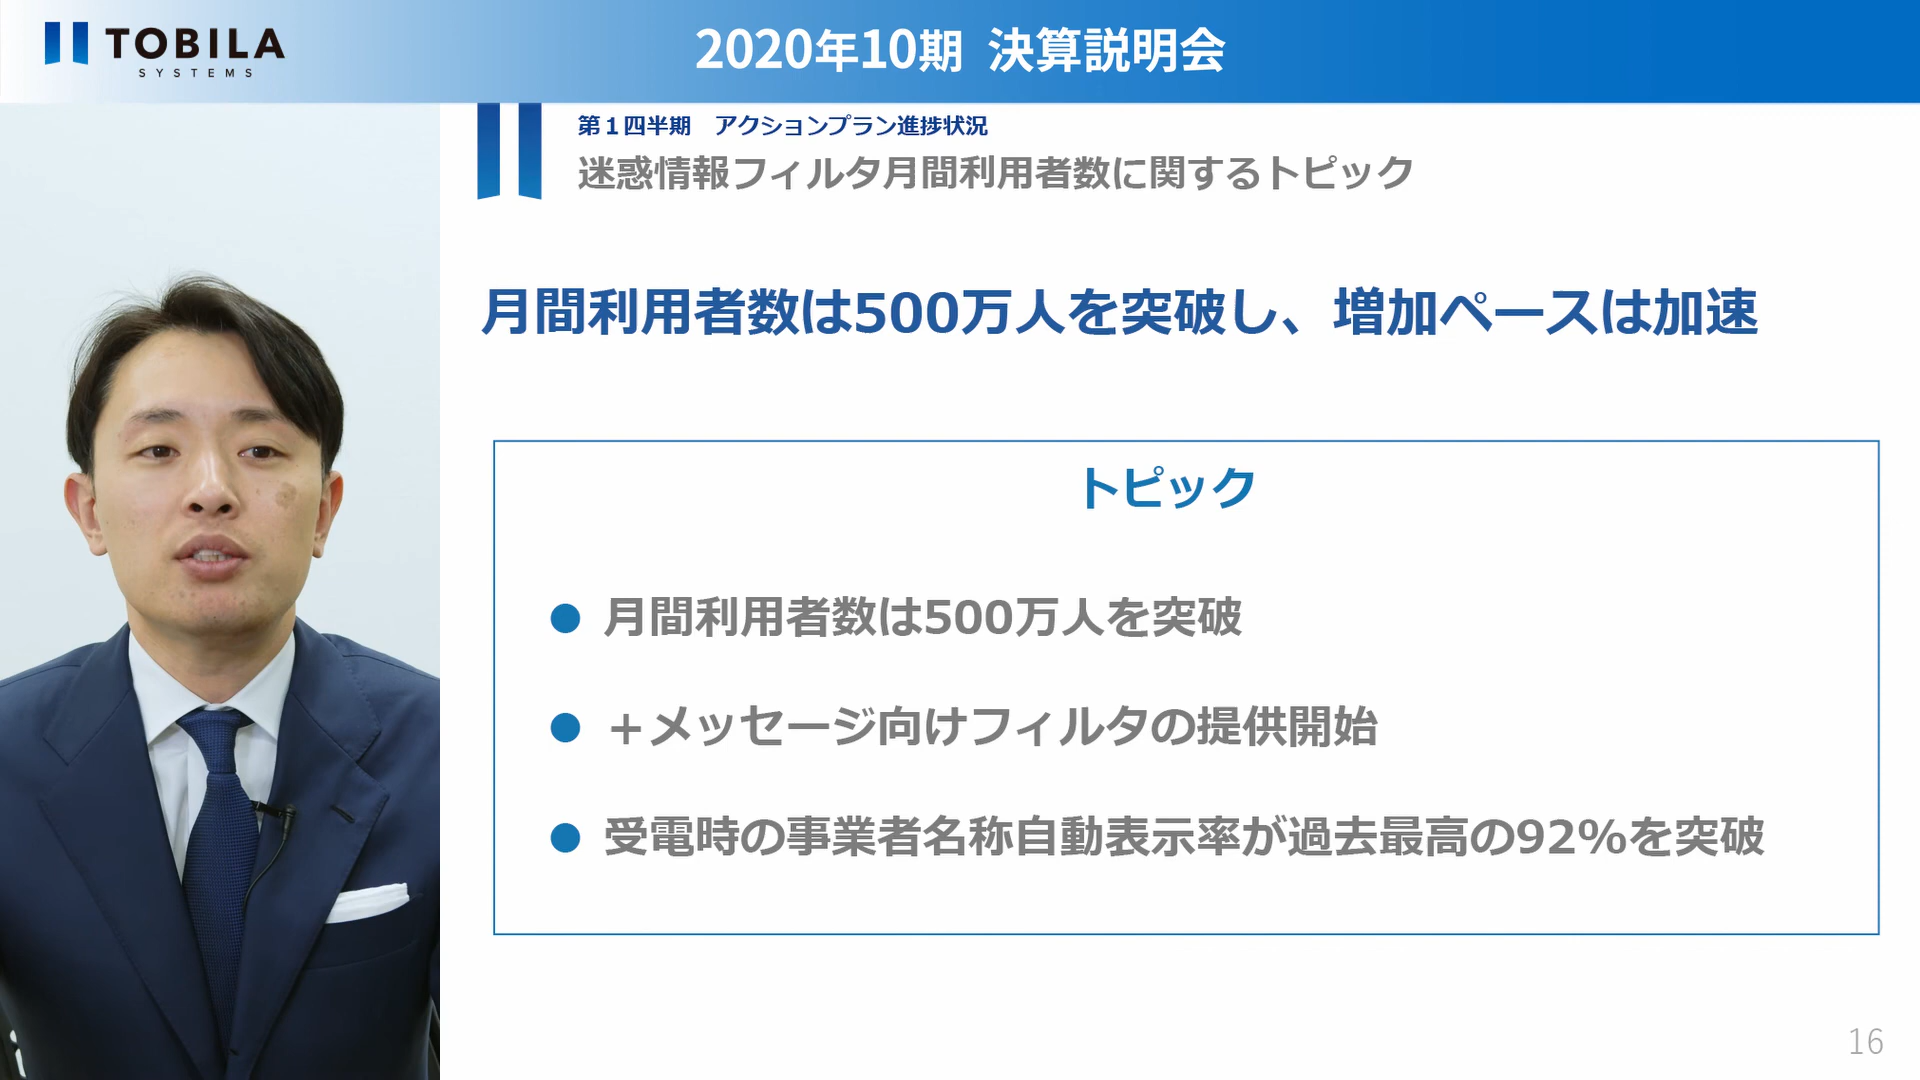 TOBILA
SYSTEMS
2020年10期 決算説明会
第1四半期 アクションプラン進捗状況
迷惑情報フィルタ月間利用者数に関するトピック
月間利用者数は500万人を突破し、増加ペースは加速
トピック
● 月間利用者数は500万人を突破
● ＋メッセージ向けフィルタの提供開始
● 受電時の事業者名称自動表示率が過去最高の92%を突破
16